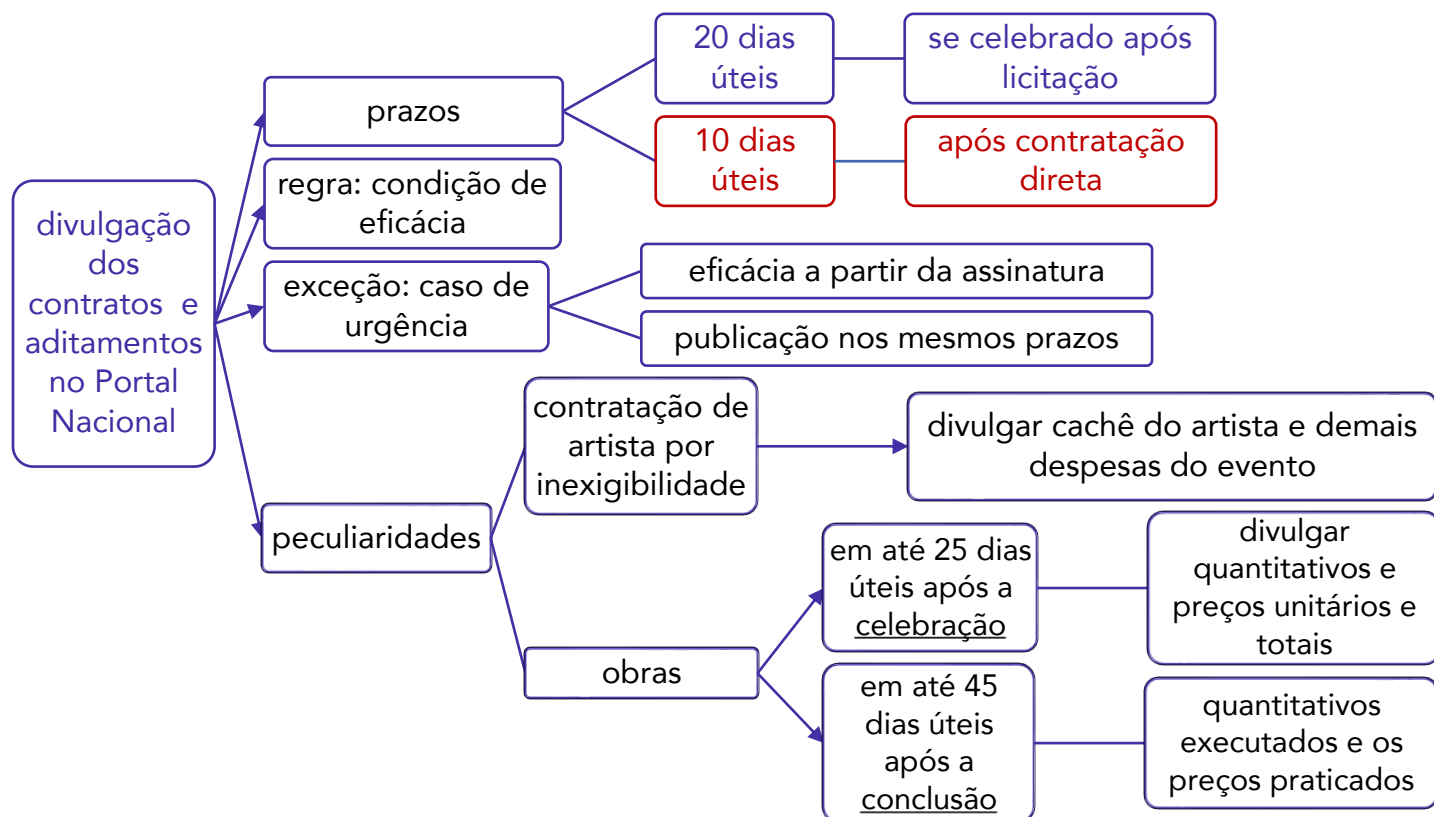 divulgação
dos
contratos e
aditamentos
no Portal
Nacional
prazos
20 dias
úteis
se celebrado após
licitação
10 dias
úteis
após contratação
direta
regra: condição de
eficácia
exceção: caso de
urgência
eficácia a partir da assinatura
publicação nos mesmos prazos
peculiaridades
contratação de
artista por
inexigibilidade
divulgar cachê do artista e demais
despesas do evento
obras
em até 25 dias
úteis após a
celebração
divulgar
quantitativos e
preços unitários e
totais
em até 45
dias úteis
após a
conclusão
quantitativos
executados e os
preços praticados